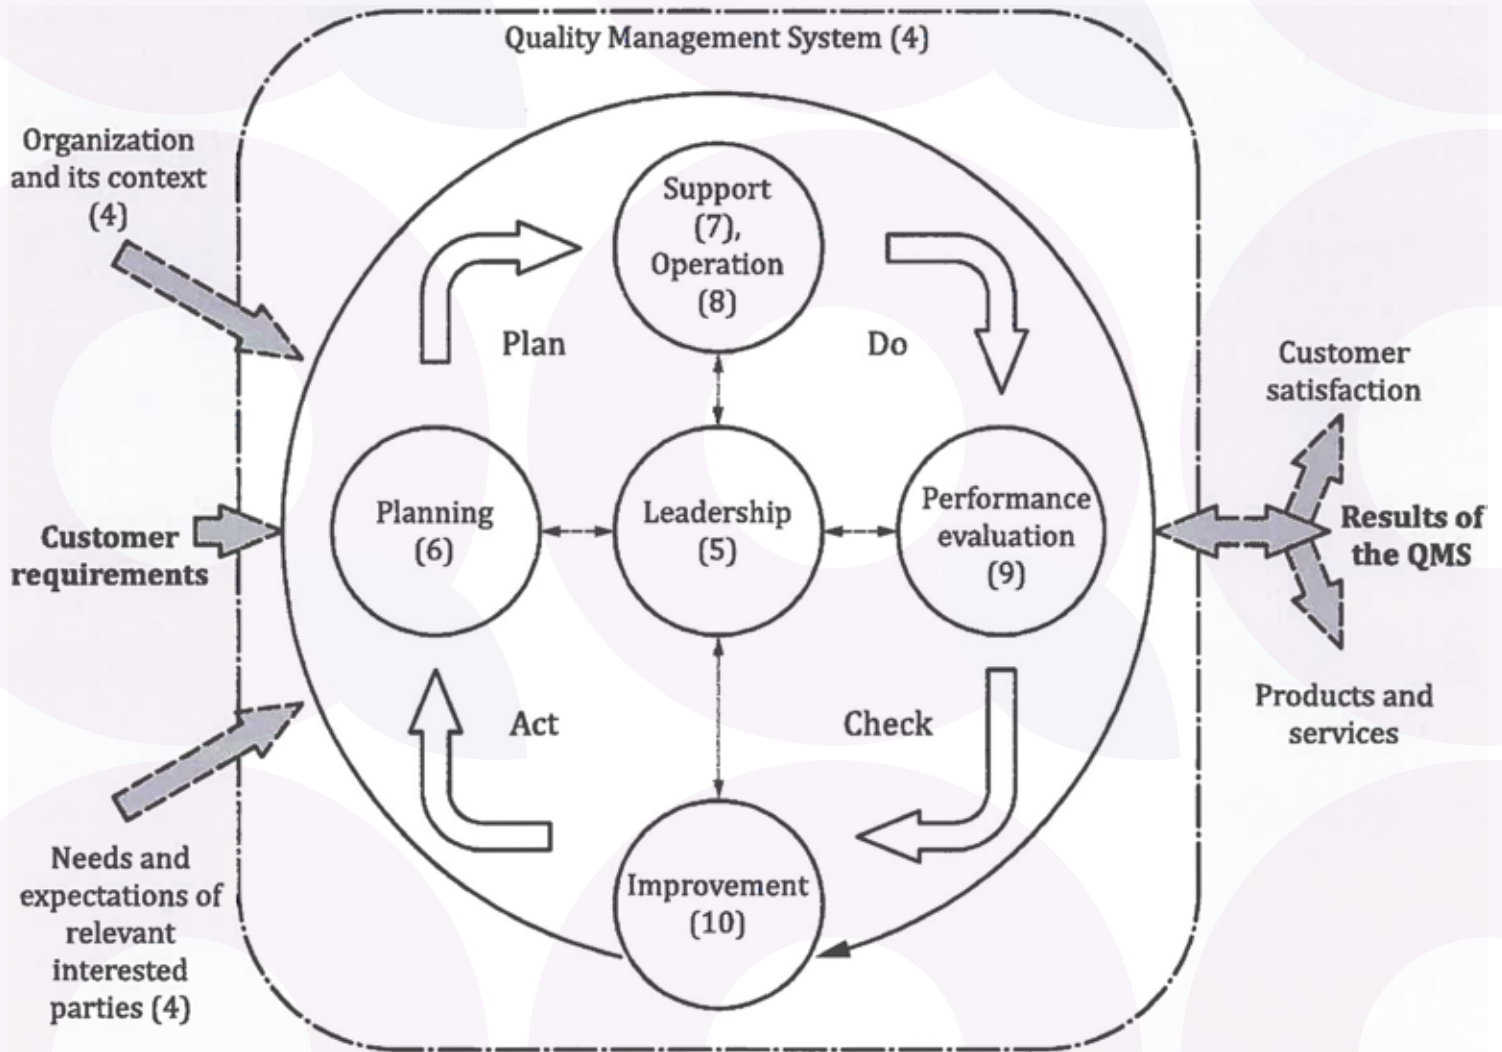 Quality Management System (4)
Organization
and its context
(4)
Support
(7),
Operation
(8)
Plan
Do
Customer
satisfaction
Planning
(6)
Leadership
(5)
Performance
evaluation
(9)
Customer
requirements
Results of
the QMS
Act
Check
Products and
services
Improvement
(10)
Needs and
expectations of
relevant
interested
parties (4)